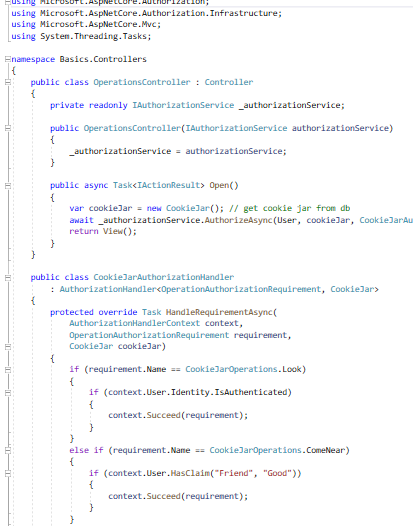 using Microsoft.AspNetCore.Authorization;
using Microsoft.AspNetCore.Authorization.Infrastructure;
using Microsoft.AspNetCore.Mvc;
using System.Threading.Tasks;
namespace Basics.Controllers
{
public class OperationsController : Controller
{
private readonly IAuthorizationService _authorizationService;
public OperationsController(IAuthorizationService authorizationService)
{
_authorizationService = authorizationService;
}
public async Task<IActionResult> Open()
{
var cookieJar = new CookieJar(); // get cookie jar from db
await _authorizationService.AuthorizeAsync(User, cookieJar, CookieJarAu
return View();
}
}
public class CookieJarAuthorizationHandler
: AuthorizationHandler<OperationAuthorizationRequirement, CookieJar>
{
protected override Task HandleRequirementAsync(
AuthorizationHandlerContext context,
OperationAuthorizationRequirement requirement,
CookieJar cookieJar)
{
if (requirement.Name == CookieJarOperations.Look)
{
if (context.User.Identity.IsAuthenticated)
{
context.Succeed(requirement);
}
}
else if (requirement.Name == CookieJarOperations.ComeNear)
{
if (context.User.HasClaim("Friend", "Good"))
{
context.Succeed(requirement);
}
}